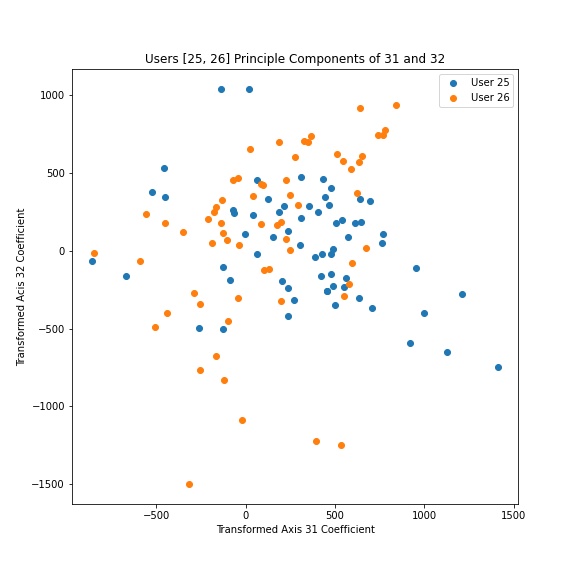 Users [25, 26] Principle Components of 31 and 32
User 25
User 26
Transformed Acis 32 Coefficient
1000
500
0
−500
−1000
−1500
−500
0
500
1000
1500
Transformed Axis 31 Coefficient